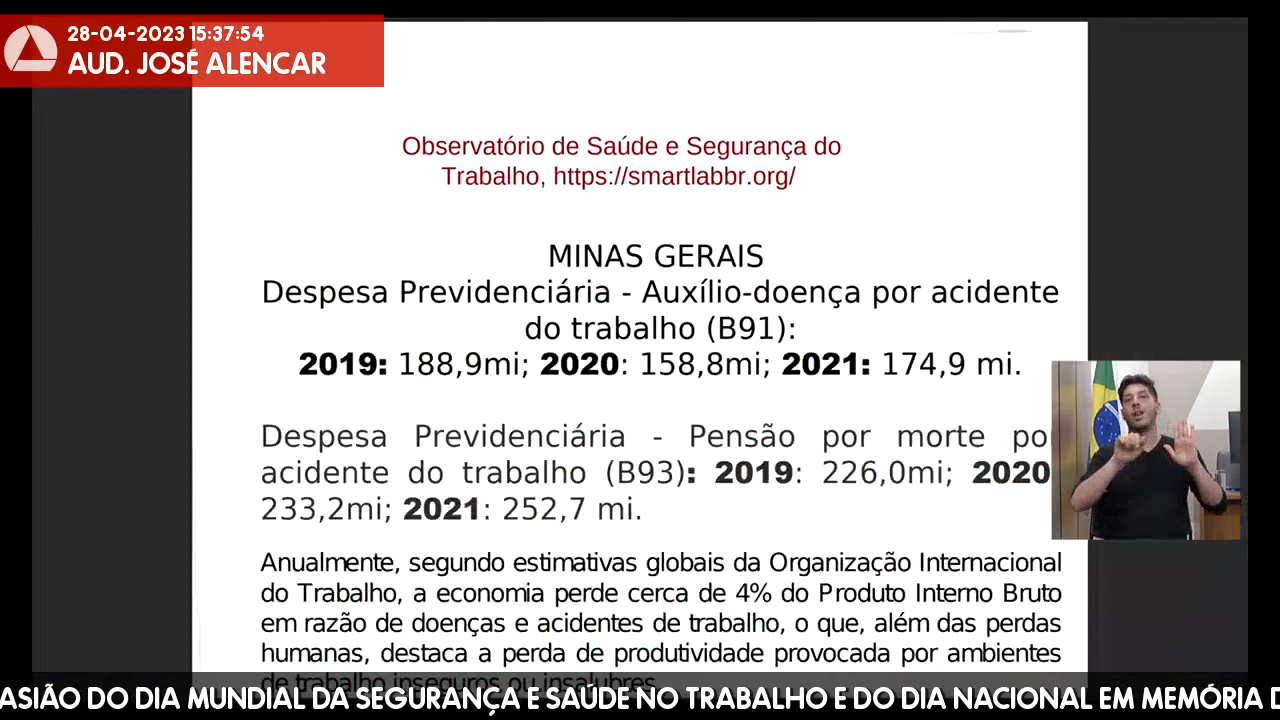 28-04-2023 15:37:54
AUD. JOSÉ ALENCAR
Observatório de Saúde e Segurança do
Trabalho, https://smartlabbr.org/
MINAS GERAIS
Despesa Previdenciária - Auxílio-doença por acidente
do trabalho (B91):
2019: 188,9mi; 2020: 158,8mi; 2021: 174,9 mi.
Despesa Previdenciária - Pensão por morte po
acidente do trabalho (B93): 2019: 226,0mi; 2020
233,2mi; 2021: 252,7 mi.
Anualmente, segundo estimativas globais da Organização Internacional
do Trabalho, a economia perde cerca de 4% do Produto Interno Bruto
em razão de doenças e acidentes de trabalho, o que, além das perdas
humanas, destaca a perda de produtividade provocada por ambientes
de trabalho inseguros ou insalubres.
ASIÃO DO DIA MUNDIAL DA SEGURANÇA E SAÚDE NO TRABALHO E DO DIA NACIONAL EM MEMÓRIA D